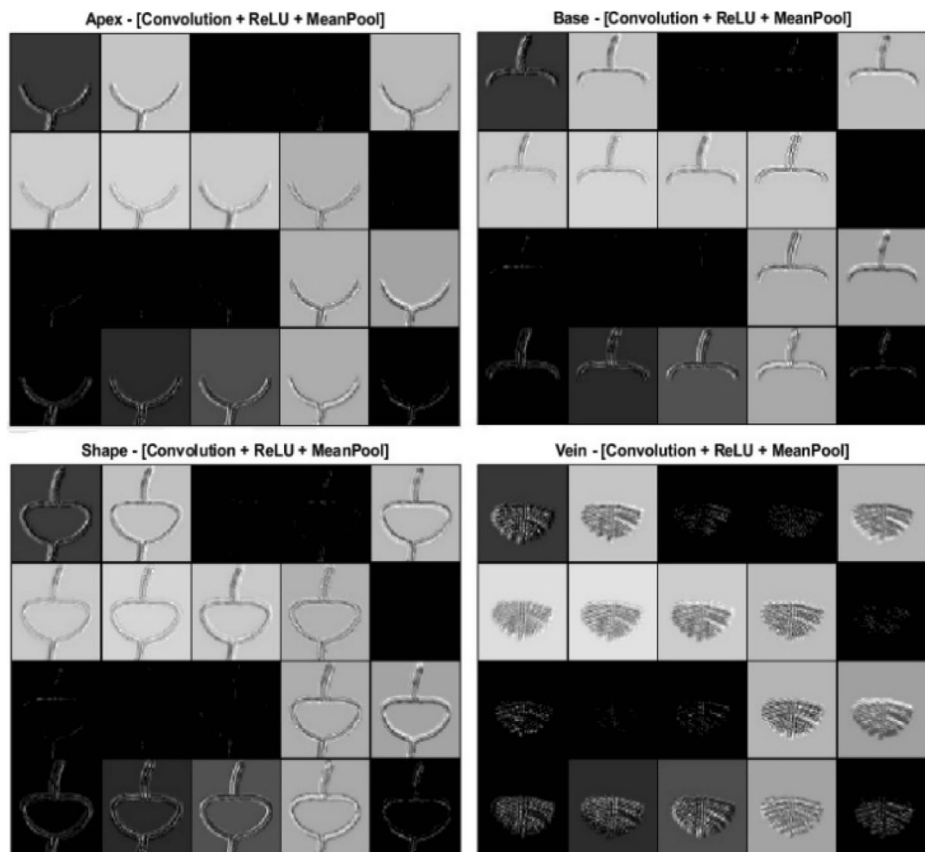 Apex - [Convolution + ReLU + MeanPool]
Base - [Convolution + ReLU + MeanPool]
Shape - [Convolution + ReLU + MeanPool]
Vein - [Convolution + ReLU + MeanPool]